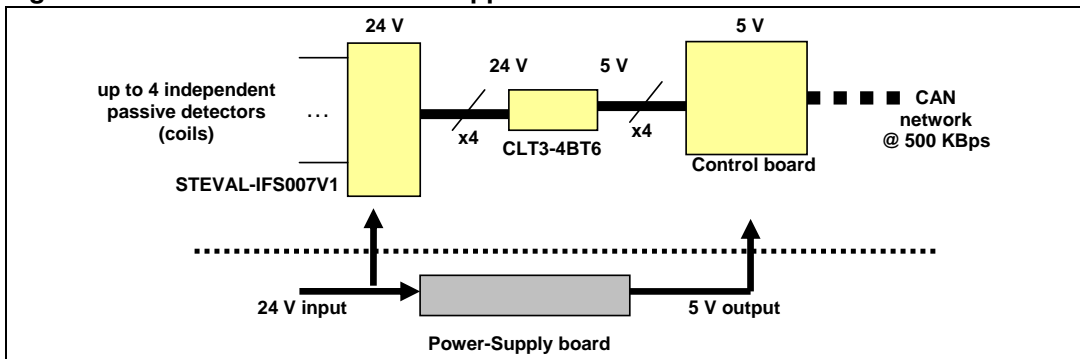 24 V
5 V
24 V
5 V
up to 4 independent
passive detectors
(coils)
...
x4
x4
CLT3-4BT6
CAN
network
@ 500 KBps
Control board
STEVAL-IFS007V1
24 V input
5 V output
Power-Supply board